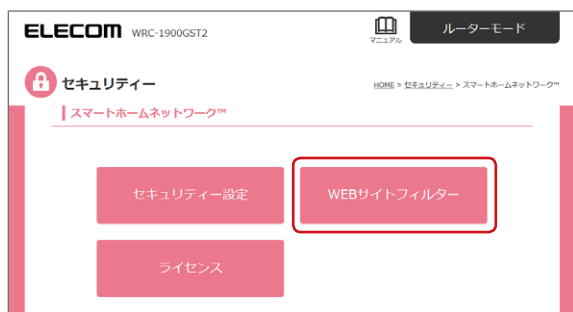 ELECOM WRC-1900GST2
マニュアル
ルーターモード
セキュリティー
HOME > セキュリティー > スマートホームネットワーク™
スマートホームネットワーク™
セキュリティー設定
WEBサイトフィルター
ライセンス